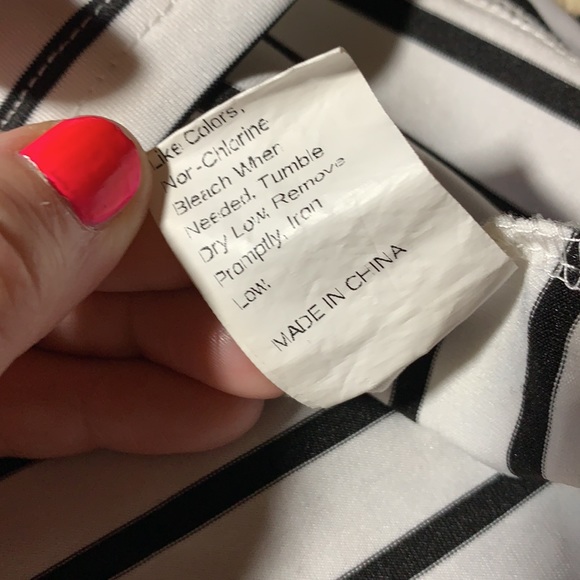 Like Colors,
Non-Chlorine
Bleach When
Needed, Tumble
Dry Low, Remove
Promptly, Iron
Low.
MADE IN CHINA